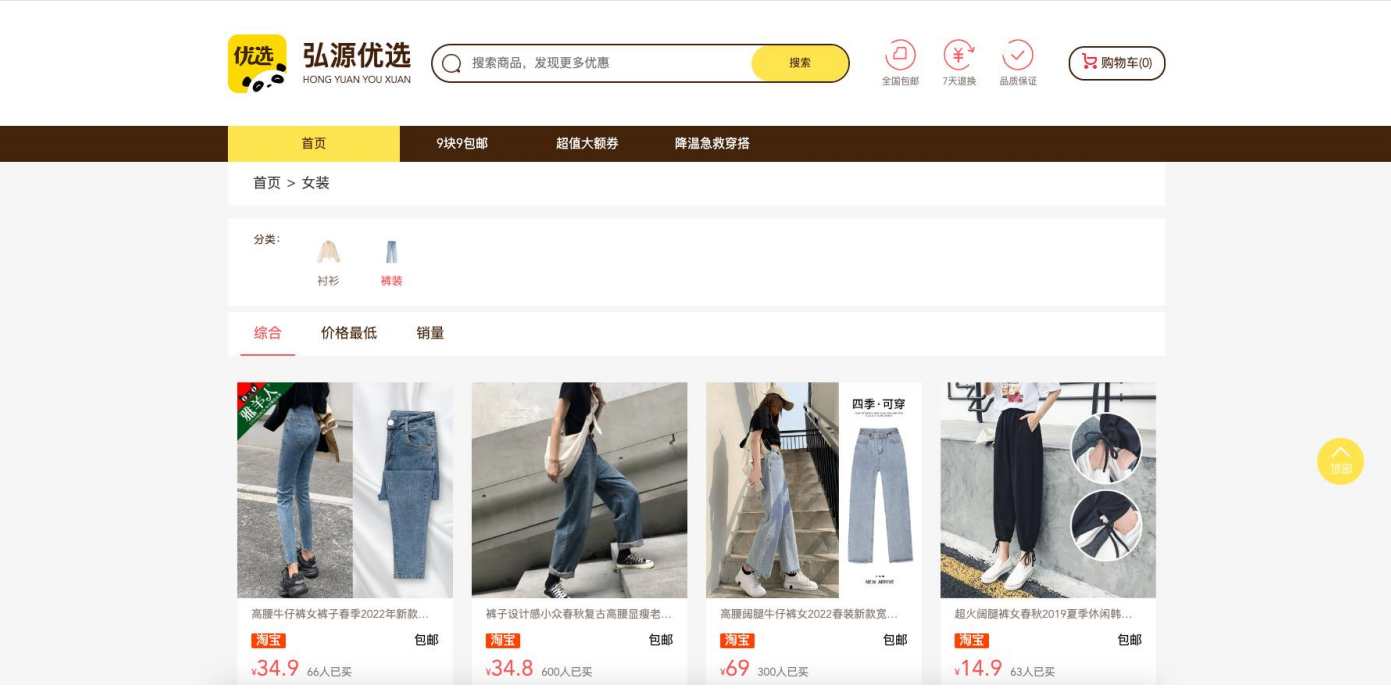 优选
弘源优选
HONG YUAN YOU XUAN
搜索商品，发现更多优惠
搜索
全国包邮
7天退换
品质保证
购物车(0)
首页
9块9包邮
超值大额券
降温急救穿搭
首页 > 女装
分类：
衬衫
裤装
综合
价格最低
销量
雅羊人
四季·可穿
NEW ARRIVE
顶部
高腰牛仔裤女裤子春季2022年新款...
裤子设计感小众春秋复古高腰显瘦老...
高腰阔腿牛仔裤女2022春装新款宽...
超火阔腿裤女春秋2019夏季休闲韩...
淘宝 包邮
淘宝 包邮
淘宝 包邮
淘宝 包邮
¥34.9 66人已买
¥34.8 600人已买
¥69 300人已买
¥14.9 63人已买